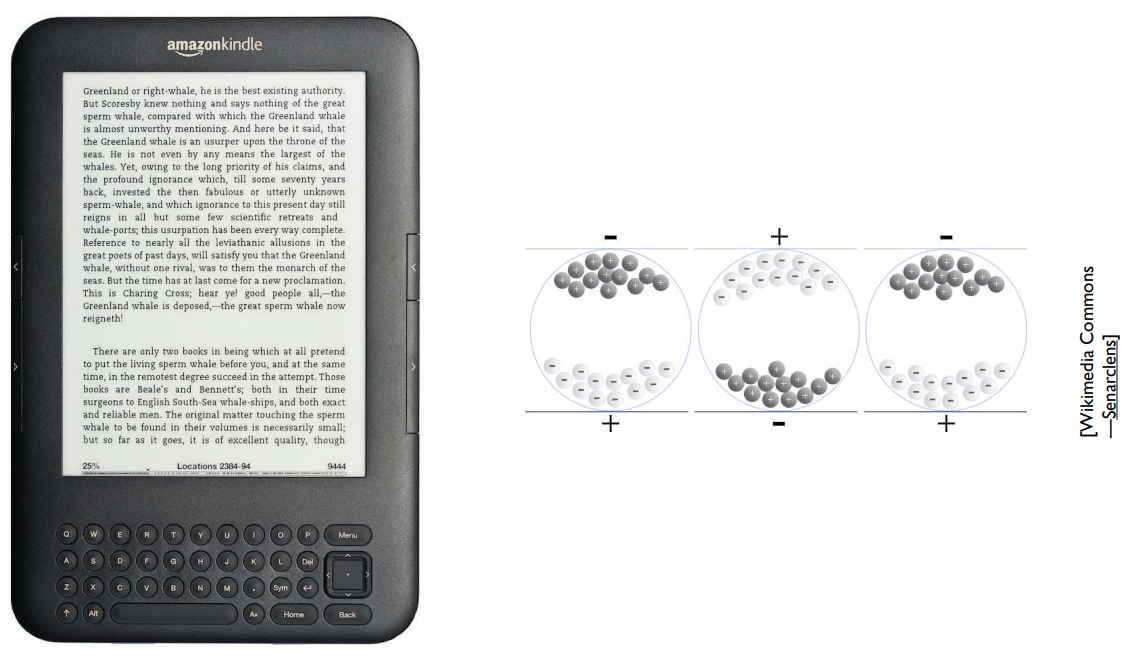 amazonkindle
Greenland or right-whale, he is the best existing authority.
But Scoresby knew nothing and says nothing of the great
sperm whale, compared with which the Greenland whale
is almost unworthy mentioning. And here be it said, that
the Greenland whale is an usurper upon the throne of the
seas. He is not even by any means the largest of the
whales. Yet, owing to the long priority of his claims, and
the profound ignorance which, till some seventy years
back, invested the then fabulous or utterly unknown
sperm-whale, and which ignorance to this present day still
reigns in all but some few scientific retreats and
whale-ports; this usurpation has been every way complete.
Reference to nearly all the leviathanic allusions in the
great poets of past days, will satisfy you that the Greenland
whale, without one rival, was to them the monarch of the
seas. But the time has at last come for a new proclamation.
This is Charing Cross; hear ye! good people all,—the
Greenland whale is deposed,—the great sperm whale now
reigneth!
There are only two books in being which at all pretend
to put the living sperm whale before you, and at the same
time, in the remotest degree succeed in the attempt. Those
books are Beale's and Bennett's; both in their time
surgeons to English South-Sea whale-ships, and both exact
and reliable men. The original matter touching the sperm
whale to be found in their volumes is necessarily small;
but so far as it goes, it is of excellent quality, though
25% Locations 2384-94 9444
Q W E R T Y U I O P Menu
A S D F G H J K L Del
Z X C V B N M . Sym ↵
↑ Alt Aa Home Back
- + -
+ - +
[Wikimedia Commons
—Senarclens]